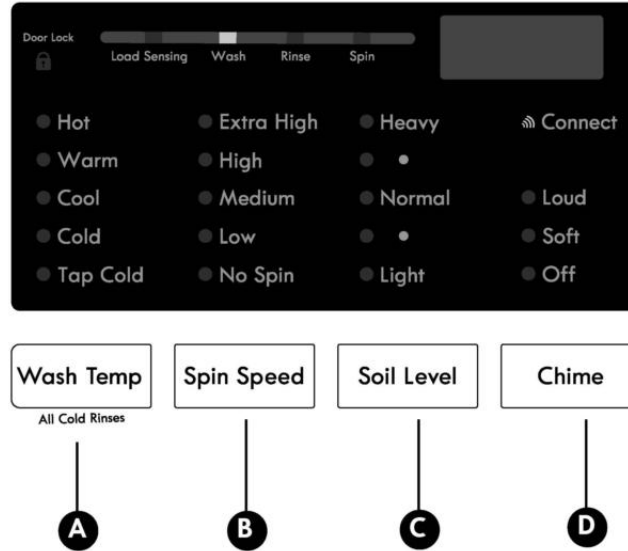 Door Lock
Load Sensing Wash Rinse Spin
Hot Extra High Heavy Connect
Warm High
Cool Medium Normal Loud
Cold Low Soft
Tap Cold No Spin Light Off
Wash Temp Spin Speed Soil Level Chime
All Cold Rinses
A B C D